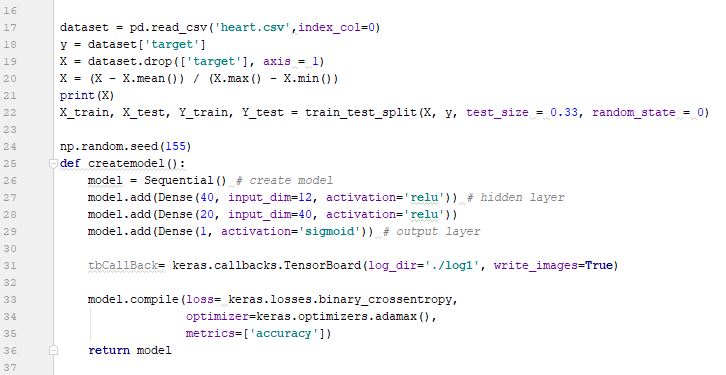 16
17 dataset = pd.read_csv('heart.csv',index_col=0)
18 y = dataset['target']
19 X = dataset.drop(['target'], axis = 1)
20 X = (X - X.mean()) / (X.max() - X.min())
21 print(X)
22 X_train, X_test, Y_train, Y_test = train_test_split(X, y, test_size = 0.33, random_state = 0)
23
24 np.random.seed(155)
25 def createmodel():
26     model = Sequential() # create model
27     model.add(Dense(40, input_dim=12, activation='relu')) # hidden layer
28     model.add(Dense(20, input_dim=40, activation='relu'))
29     model.add(Dense(1, activation='sigmoid')) # output layer
30
31     tbCallBack= keras.callbacks.TensorBoard(log_dir='./log1', write_images=True)
32
33     model.compile(loss= keras.losses.binary_crossentropy,
34                   optimizer=keras.optimizers.adamax(),
35                   metrics=['accuracy'])
36     return model
37